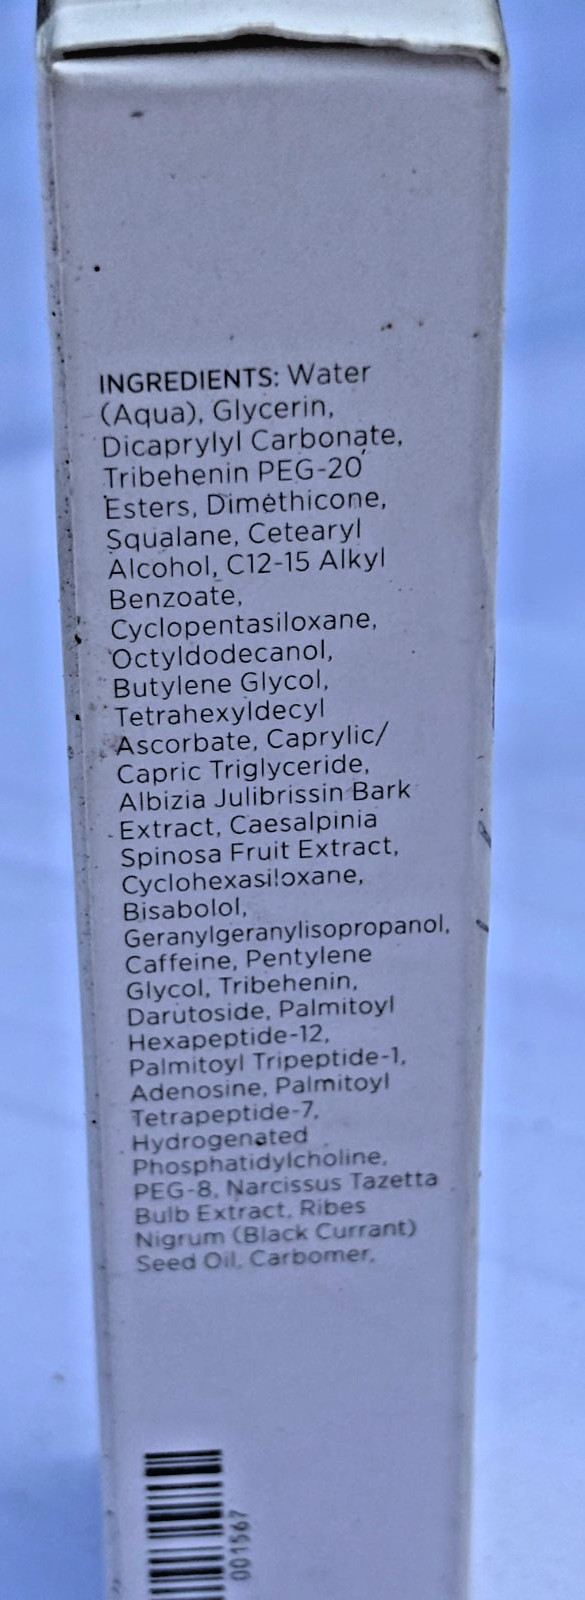 INGREDIENTS: Water
(Aqua), Glycerin,
Dicaprylyl Carbonate,
Tribehenin PEG-20
Esters, Dimethicone,
Squalane, Cetearyl
Alcohol, C12-15 Alkyl
Benzoate,
Cyclopentasiloxane,
Octyldodecanol,
Butylene Glycol,
Tetrahexyldecyl
Ascorbate, Caprylic/
Capric Triglyceride,
Albizia Julibrissin Bark
Extract, Caesalpinia
Spinosa Fruit Extract,
Cyclohexasiloxane,
Bisabolol,
Geranylgeranylisopropanol,
Caffeine, Pentylene
Glycol, Tribehenin,
Darutoside, Palmitoyl
Hexapeptide-12,
Palmitoyl Tripeptide-1,
Adenosine, Palmitoyl
Tetrapeptide-7,
Hydrogenated
Phosphatidylcholine,
PEG-8, Narcissus Tazetta
Bulb Extract, Ribes
Nigrum (Black Currant)
Seed Oil, Carbomer,
001567